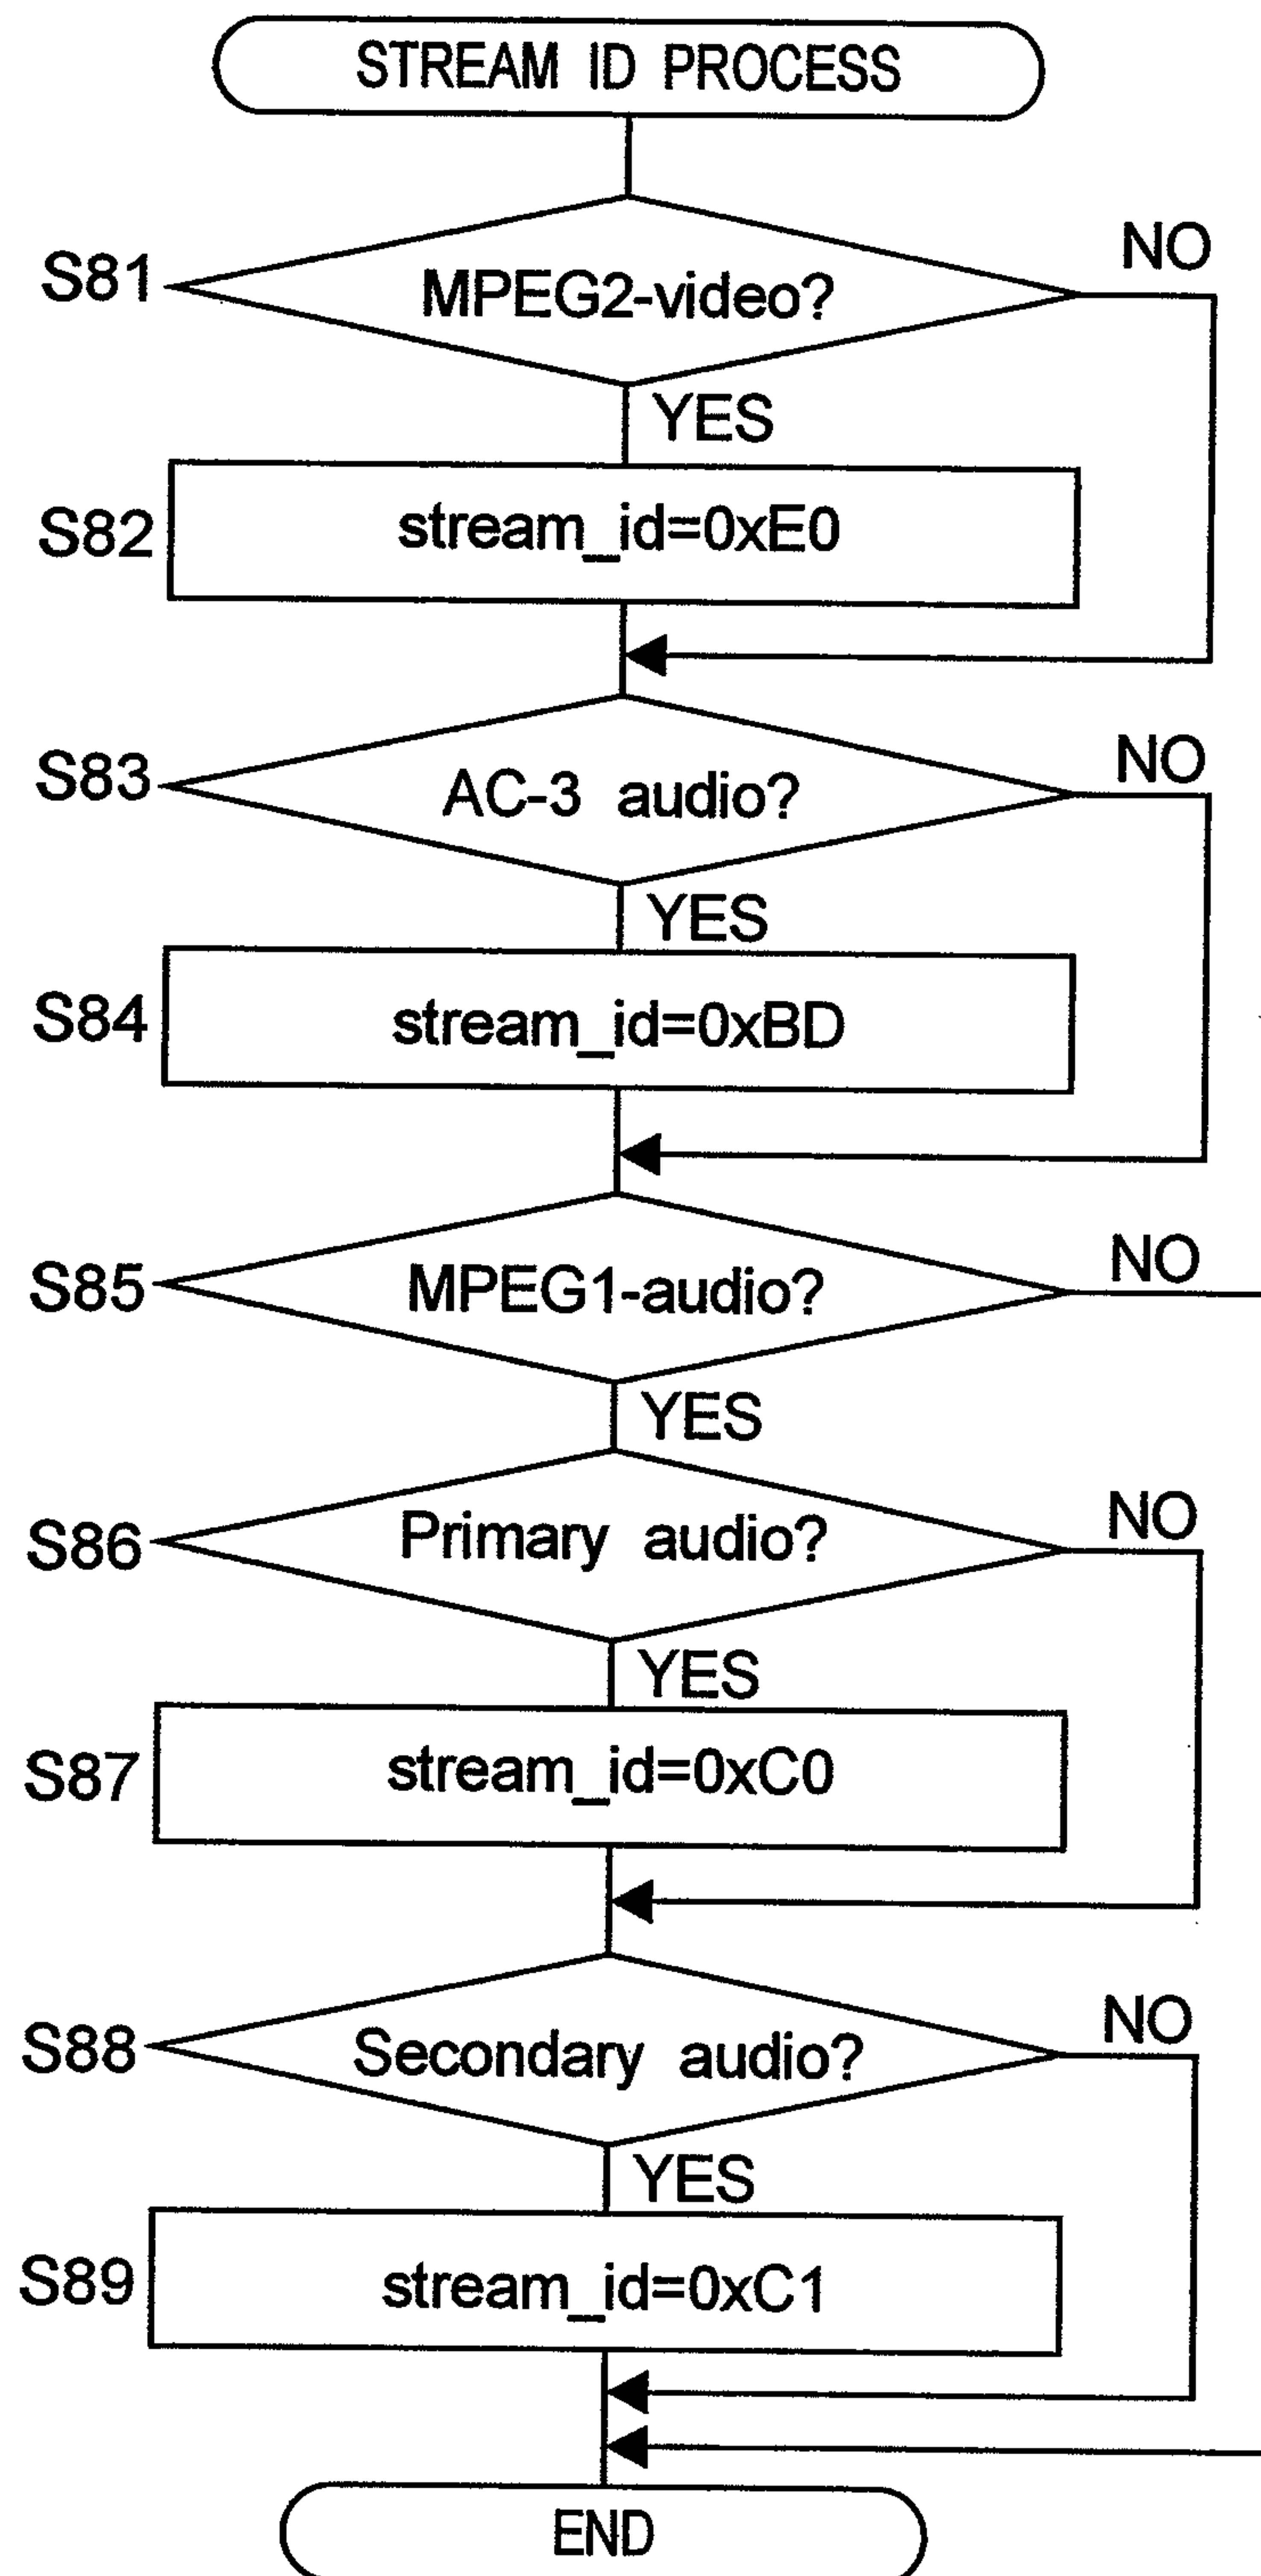 STREAM ID PROCESS
S81
MPEG2-video?
NO
YES
S82
stream_id=0xE0
S83
AC-3 audio?
NO
YES
S84
stream_id=0xBD
S85
MPEG1-audio?
NO
YES
S86
Primary audio?
NO
YES
S87
stream_id=0xC0
S88
Secondary audio?
NO
YES
S89
stream_id=0xC1
END